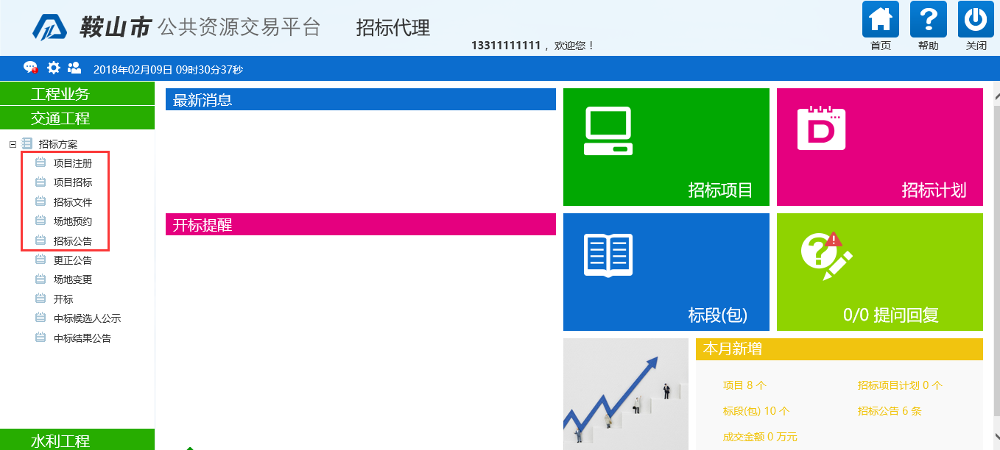 鞍山市 公共资源交易平台 招标代理
13311111111 ，欢迎您！
首页 帮助 关闭
2018年02月09日 09时30分37秒
工程业务
交通工程
招标方案
项目注册
项目招标
招标文件
场地预约
招标公告
更正公告
场地变更
开标
中标候选人公示
中标结果公告
水利工程
最新消息
开标提醒
招标项目
D
招标计划
标段(包)
0/0 提问回复
本月新增
项目 8 个 招标项目计划 0 个
标段(包) 10 个 招标公告 6 条
成交金额 0 万元